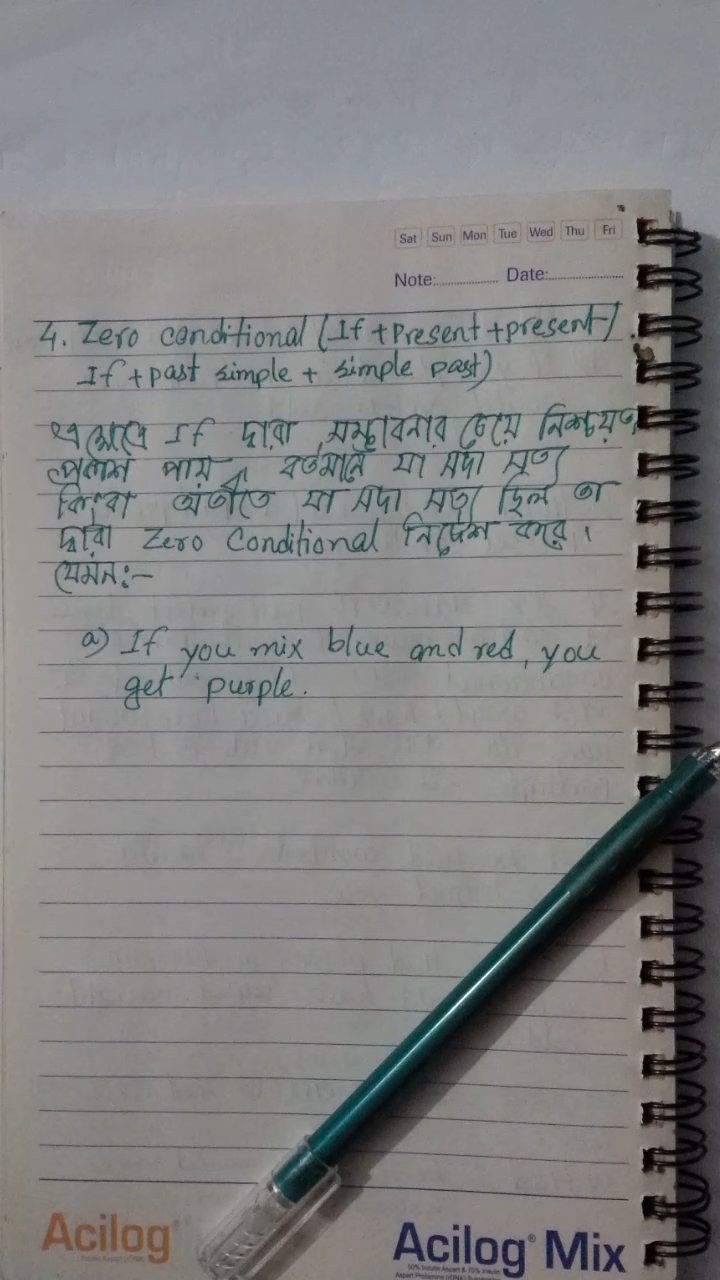 Sat Sun Mon Tue Wed Thu Fri
Note:.................... Date:........................
4. Zero conditional (If + Present + present /
If + past simple + simple past)
এক্ষেত্রে If দ্বারা সম্ভাবনার চেয়ে নিশ্চয়তা
প্রকাশ পায়। বর্তমানে যা সদা সত্য
কিংবা অতীতে যা সদা সত্য ছিল তা
দ্বারা Zero Conditional নির্দেশ করে।
যেমন:-
a) If you mix blue and red, you
get purple.
Acilog®
Acilog® Mix